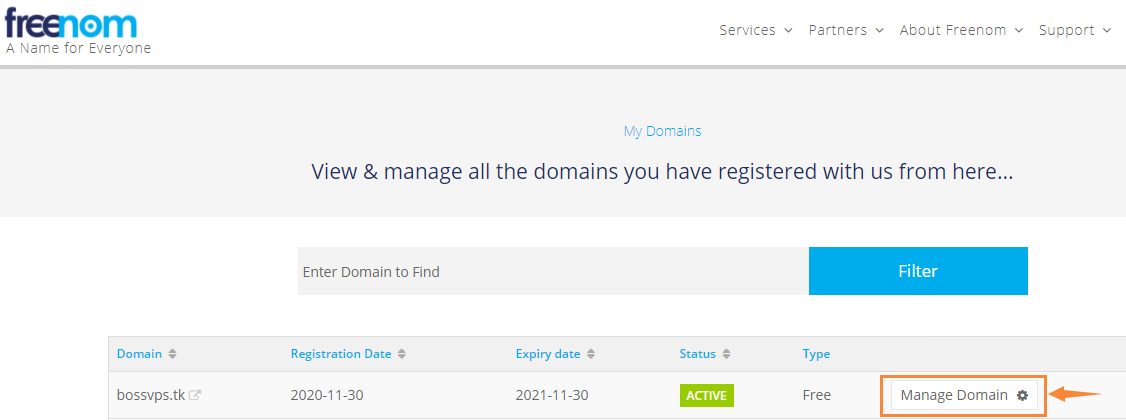 freenom
A Name for Everyone
Services Partners About Freenom Support
My Domains
View & manage all the domains you have registered with us from here...
Enter Domain to Find Filter
Domain Registration Date Expiry date Status Type
bossvps.tk 2020-11-30 2021-11-30 ACTIVE Free Manage Domain